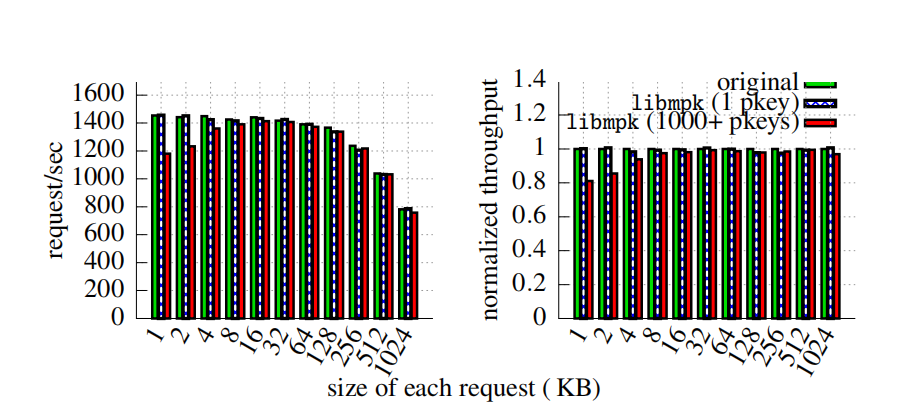 request/sec
1600
1400
1200
1000
800
600
400
200
0
1 2 4 8 16 32 64 128 256 512 1024
normalized throughput
1.4
1.2
1
0.8
0.6
0.4
0.2
0
original
libmpk (1 pkey)
libmpk (1000+ pkeys)
1 2 4 8 16 32 64 128 256 512 1024
size of each request ( KB)